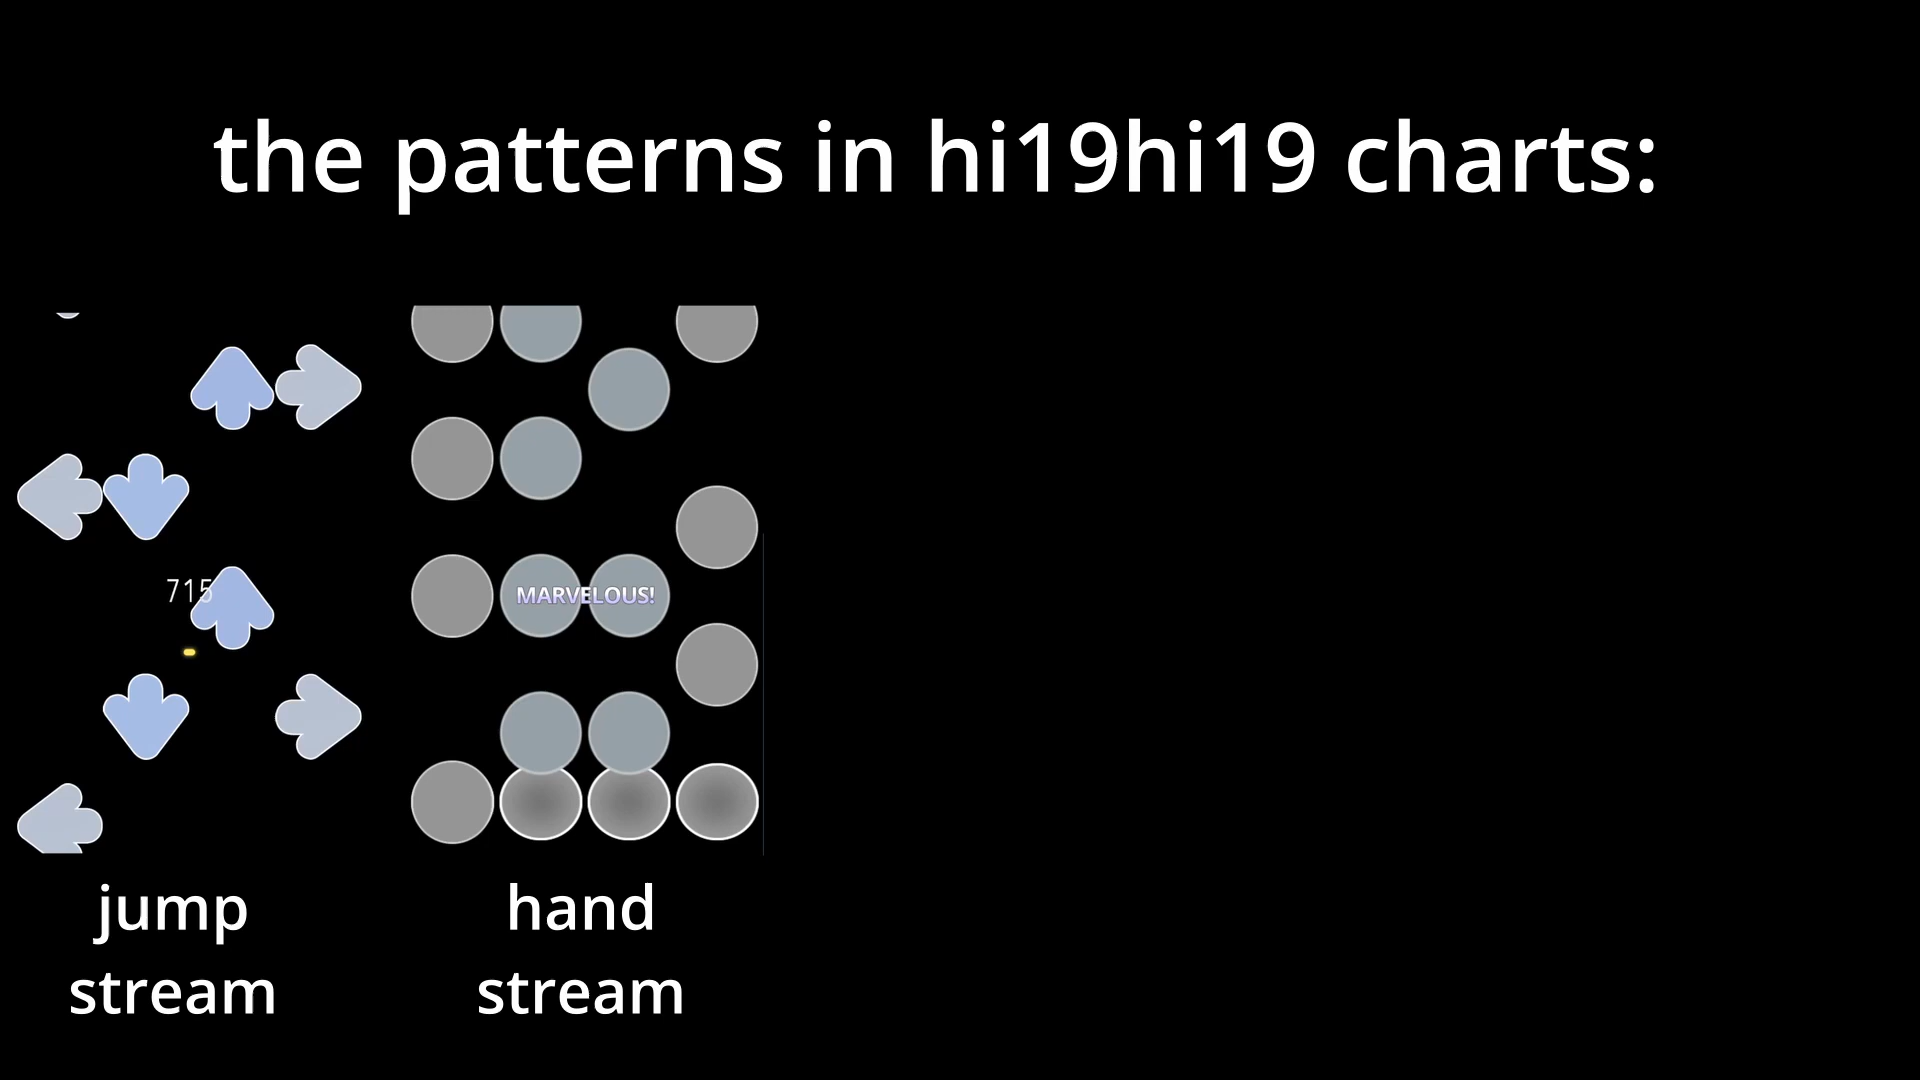 the patterns in hi19hi19 charts:
715
MARVELOUS!
jump
stream
hand
stream